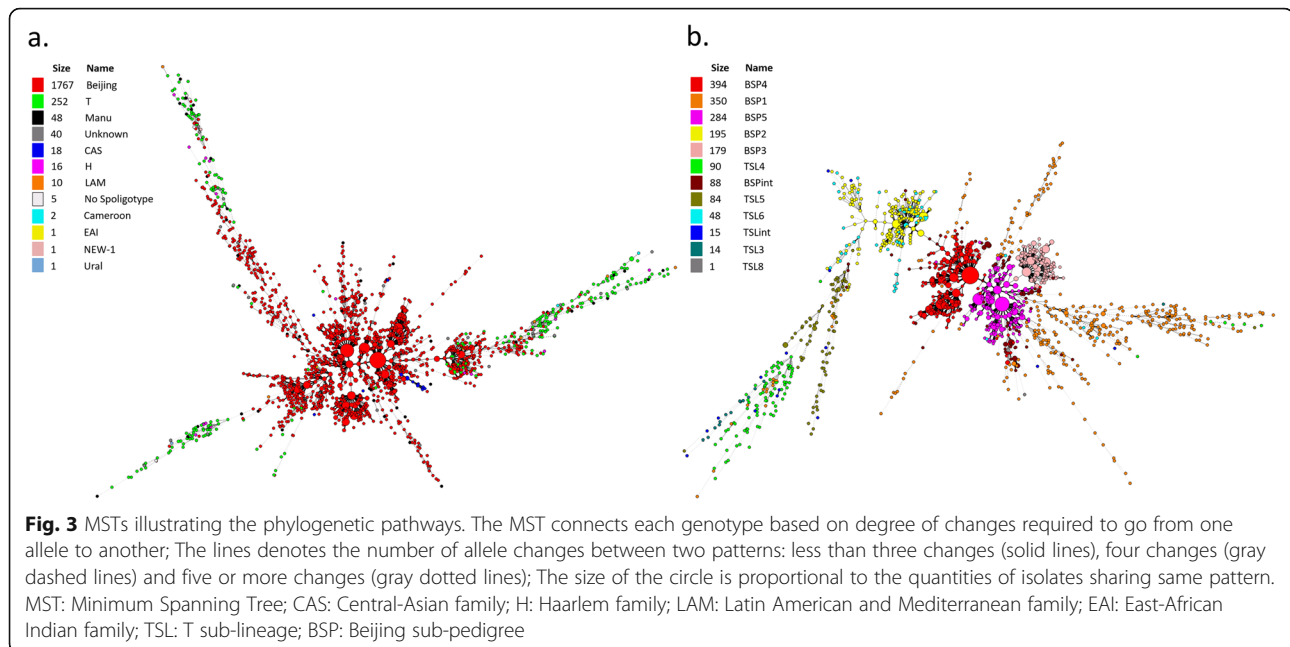 a.
Size Name
1767 Beijing
252 T
48 Manu
40 Unknown
18 CAS
16 H
10 LAM
5 No Spoligotype
2 Cameroon
1 EAI
1 NEW-1
1 Ural
b.
Size Name
394 BSP4
350 BSP1
284 BSP5
195 BSP2
179 BSP3
90 TSL4
88 BSPint
84 TSL5
48 TSL6
15 TSLint
14 TSL3
1 TSL8
Fig. 3 MSTs illustrating the phylogenetic pathways. The MST connects each genotype based on degree of changes required to go from one
allele to another; The lines denotes the number of allele changes between two patterns: less than three changes (solid lines), four changes (gray
dashed lines) and five or more changes (gray dotted lines); The size of the circle is proportional to the quantities of isolates sharing same pattern.
MST: Minimum Spanning Tree; CAS: Central-Asian family; H: Haarlem family; LAM: Latin American and Mediterranean family; EAI: East-African
Indian family; TSL: T sub-lineage; BSP: Beijing sub-pedigree